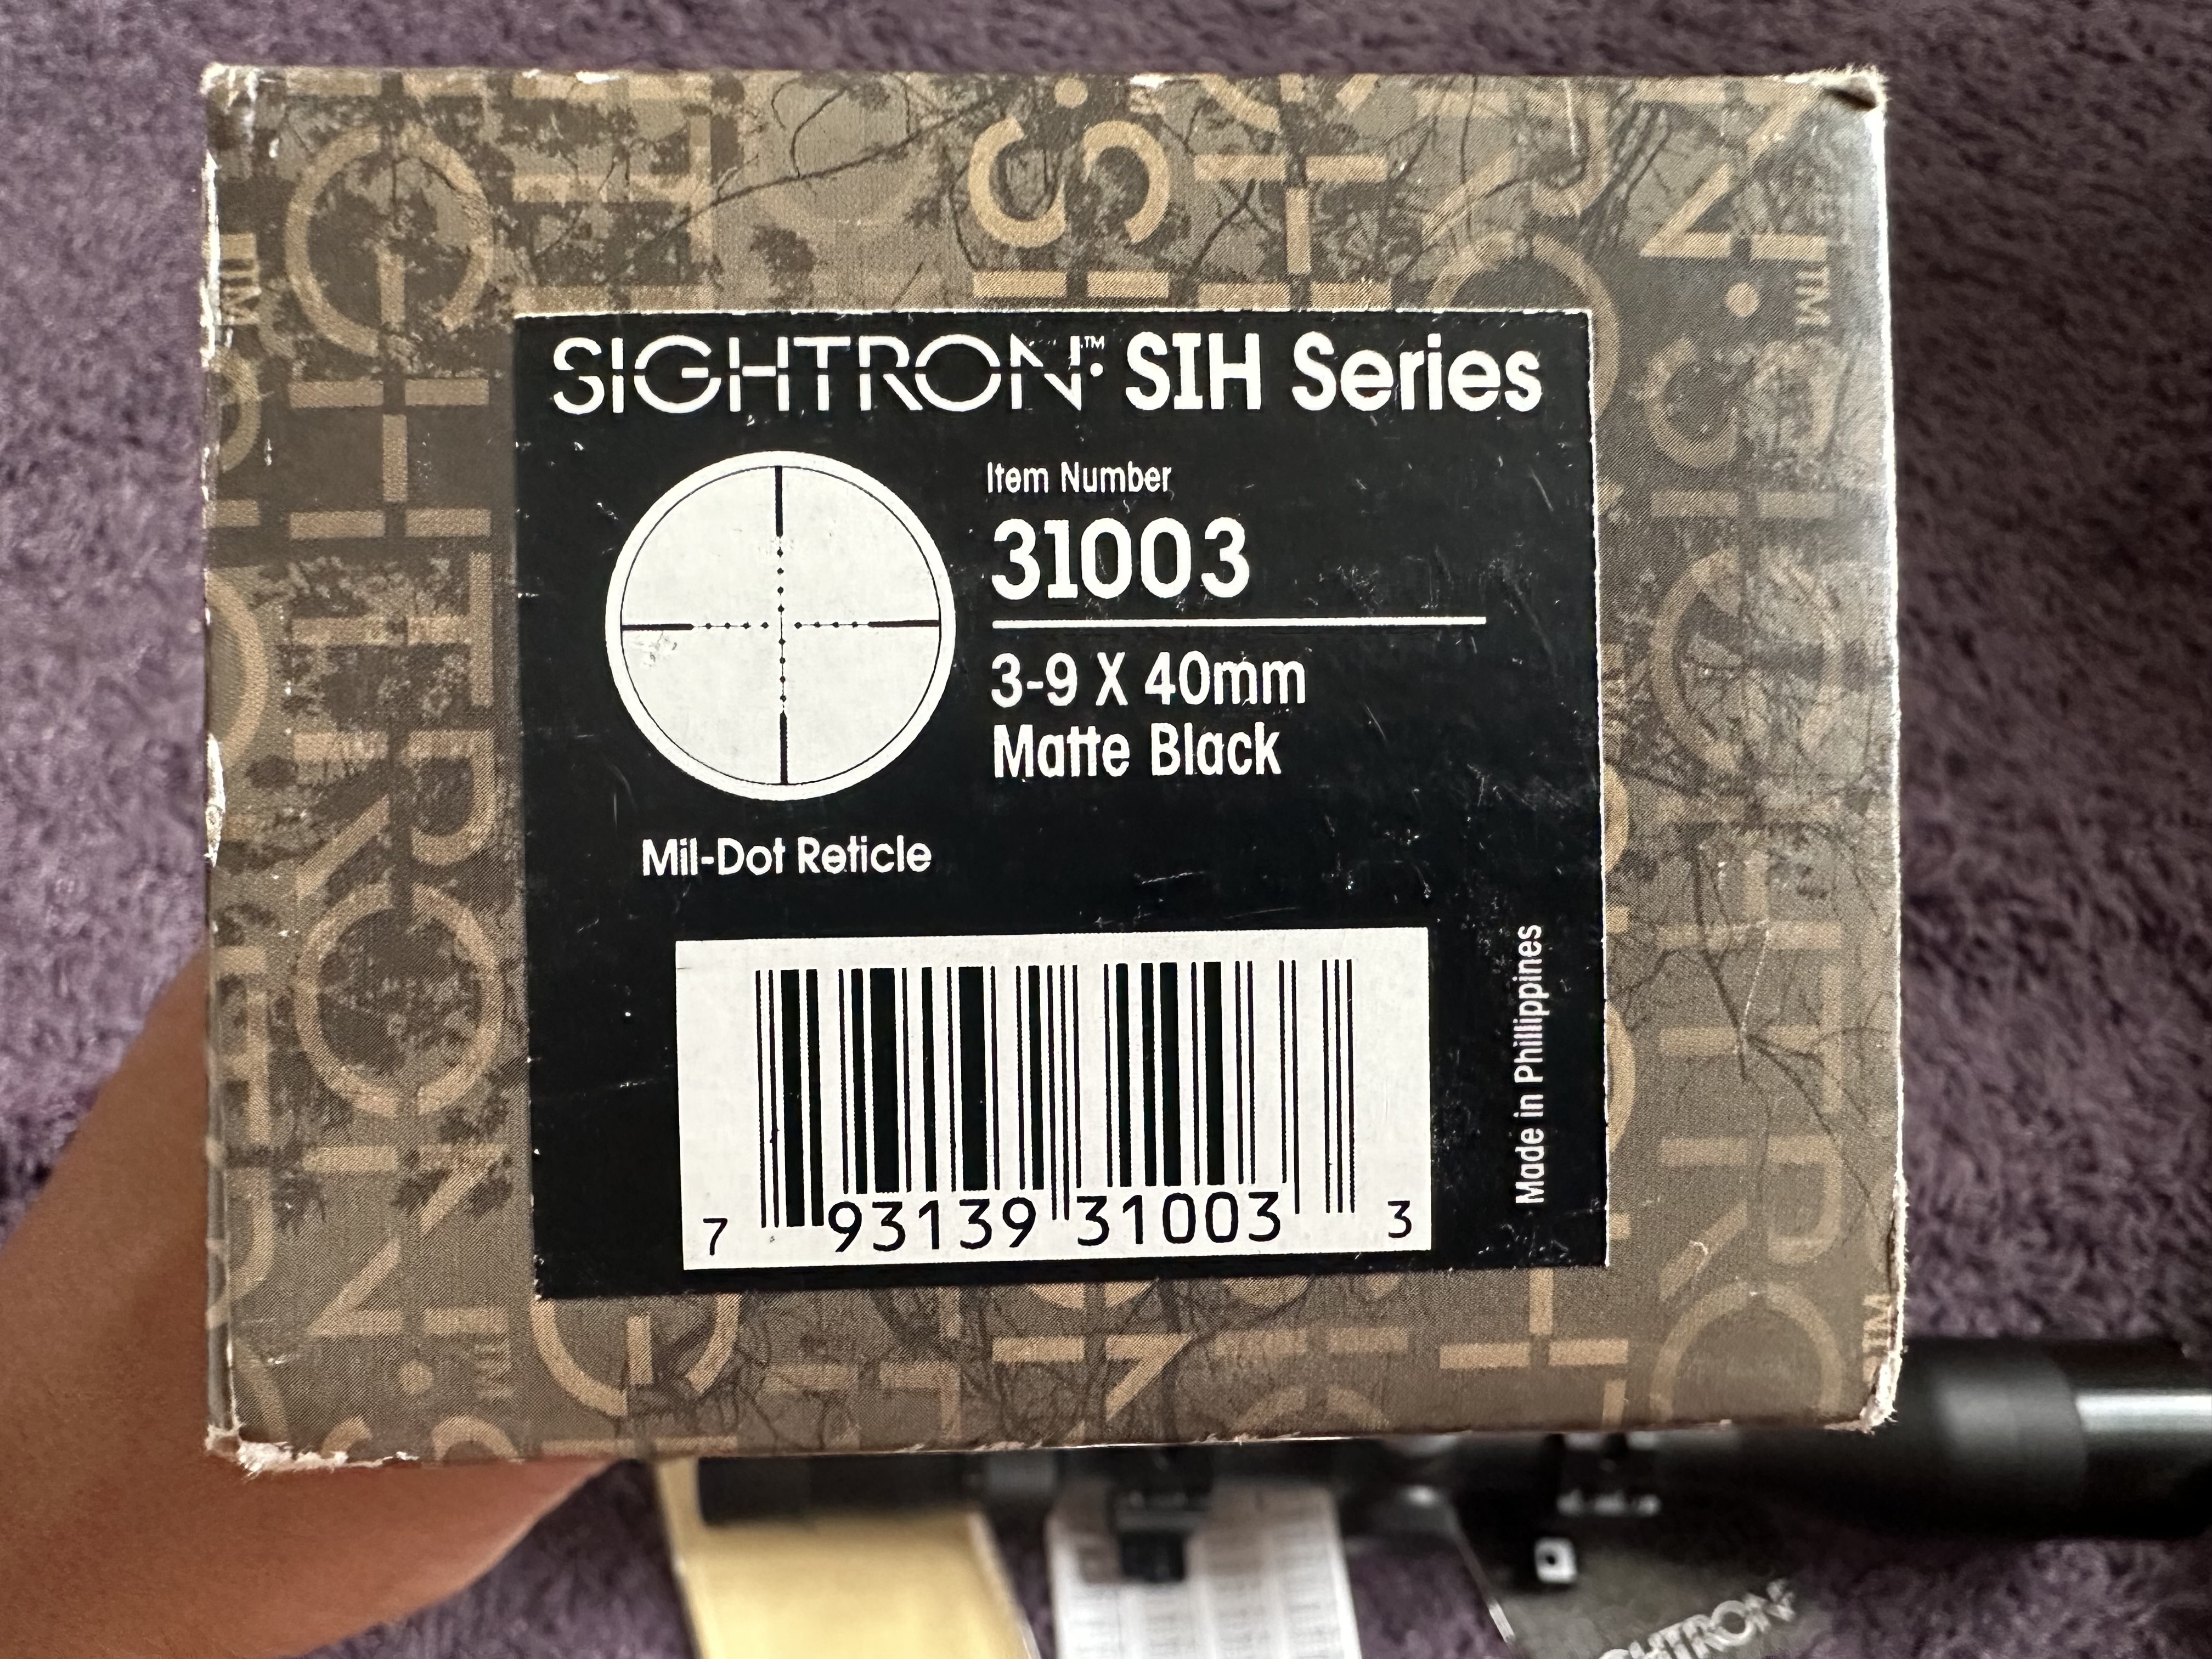 SIGHTRON™ SIH Series
Item Number
31003
3-9 X 40mm
Matte Black
Mil-Dot Reticle
Made in Phillippines
7 93139 31003 3
SIGHTRON